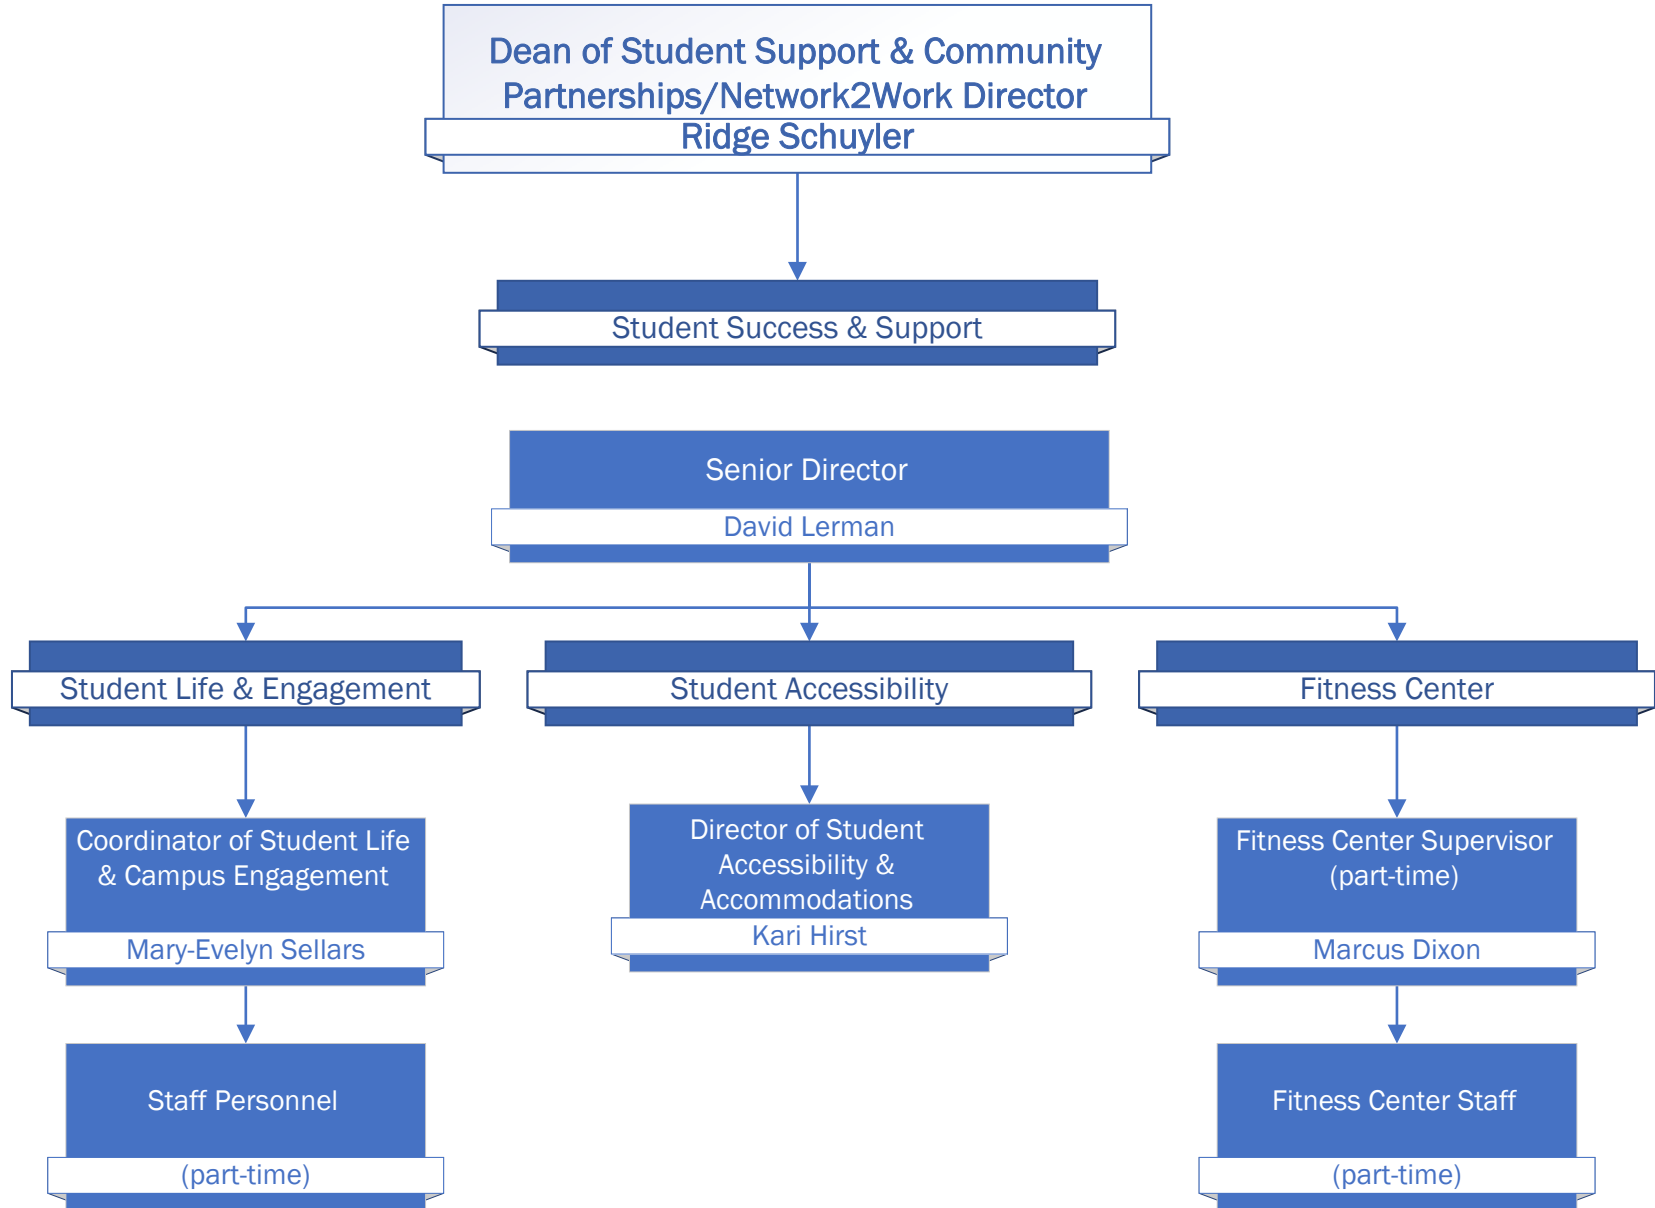 Dean of Student Support & Community
Partnerships/Network2Work Director
Ridge Schuyler
Student Success & Support
Senior Director
David Lerman
Student Life & Engagement
Student Accessibility
Fitness Center
Coordinator of Student Life
& Campus Engagement
Mary-Evelyn Sellars
Director of Student
Accessibility &
Accommodations
Kari Hirst
Fitness Center Supervisor
(part-time)
Marcus Dixon
Staff Personnel
(part-time)
Fitness Center Staff
(part-time)